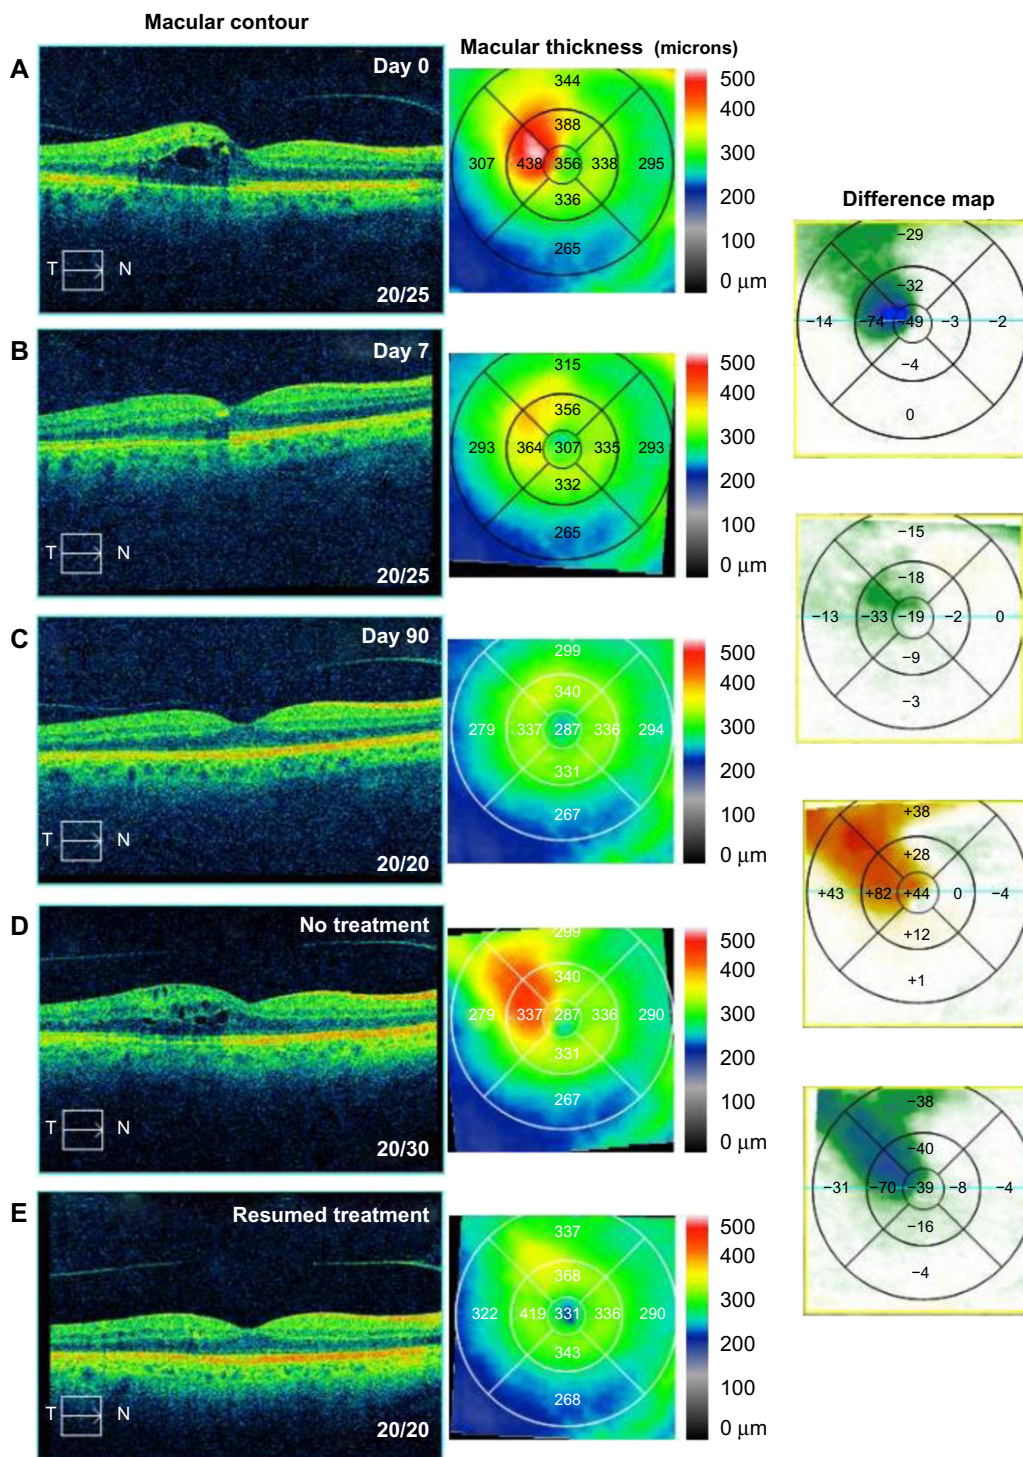 Macular contour
Macular thickness (microns)
Difference map
A
Day 0
T N
20/25
344
388
307 438 356 338 295
336
265
500
400
300
200
100
0 µm
−29
−32
−14 −74 −49 −3 −2
−4
0
B
Day 7
T N
20/25
315
356
293 364 307 335 293
332
265
500
400
300
200
100
0 µm
−15
−18
−13 −33 −19 −2 0
−9
−3
C
Day 90
T N
20/20
299
340
279 337 287 336 294
331
267
500
400
300
200
100
0 µm
+38
+28
+43 +82 +44 0 −4
+12
+1
D
No treatment
T N
20/30
299
340
279 337 287 336 290
331
267
500
400
300
200
100
0 µm
−38
−40
−31 −70 −39 −8 −4
−16
−4
E
Resumed treatment
T N
20/20
337
368
322 419 331 336 290
343
268
500
400
300
200
100
0 µm